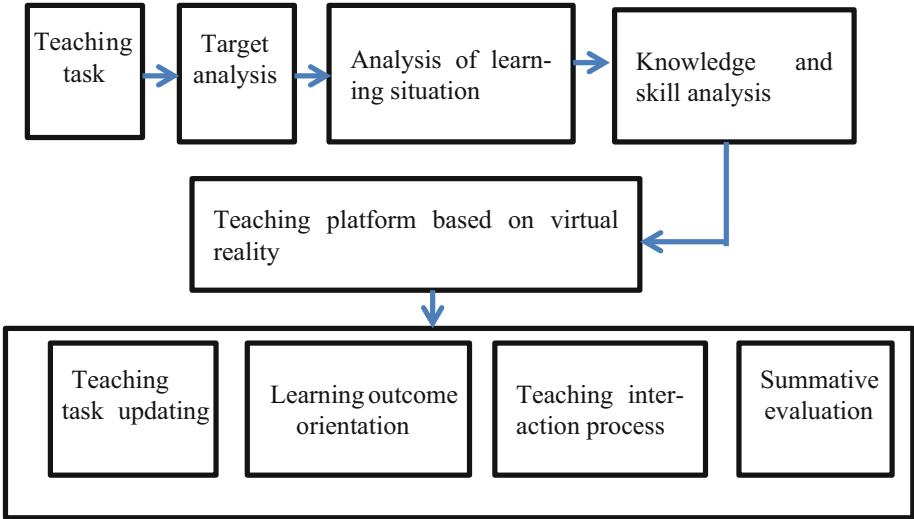 Teaching
task
Target
analysis
Analysis of learn-
ing situation
Knowledge and
skill analysis
Teaching platform based on virtual
reality
Teaching
task updating
Learning outcome
orientation
Teaching inter-
action process
Summative
evaluation